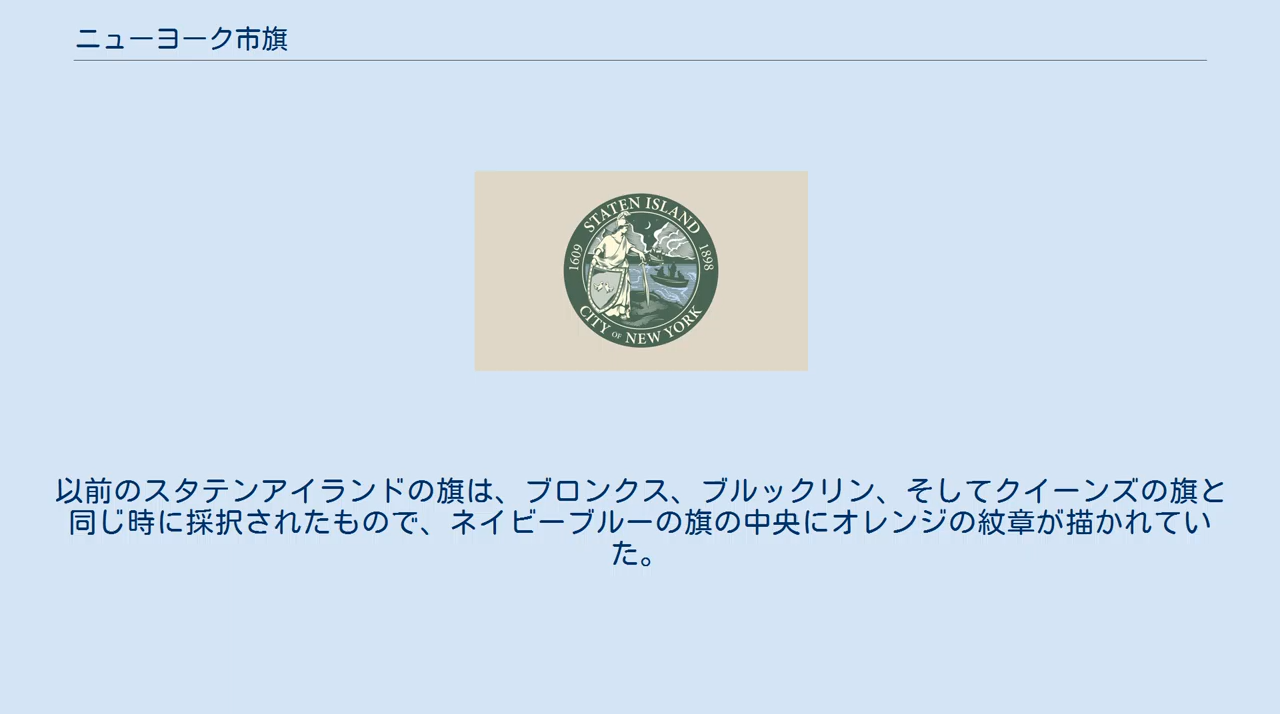 ニューヨーク市旗
STATEN ISLAND
1609
1898
CITY OF NEW YORK
以前のスタテンアイランドの旗は、ブロンクス、ブルックリン、そしてクイーンズの旗と
同じ時に採択されたもので、ネイビーブルーの旗の中央にオレンジの紋章が描かれてい
た。